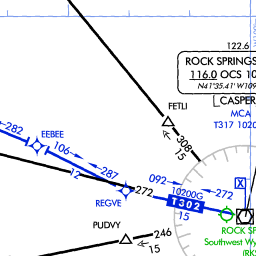 122.6
ROCK SPRINGS
116.0 OCS 10
N41°35.41' W109
FETLI
CASPER
MCA
T317 1020
282
EEBEE
308
15
106
287
092
272
10200G
12
272
T302
REGVE
15
X
PUDVY
246
15
ROCK SP
Southwest Wy
(RKS